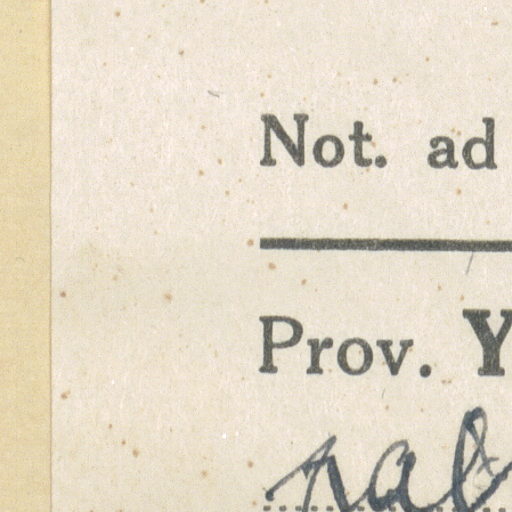 Not. ad
Prov. Y